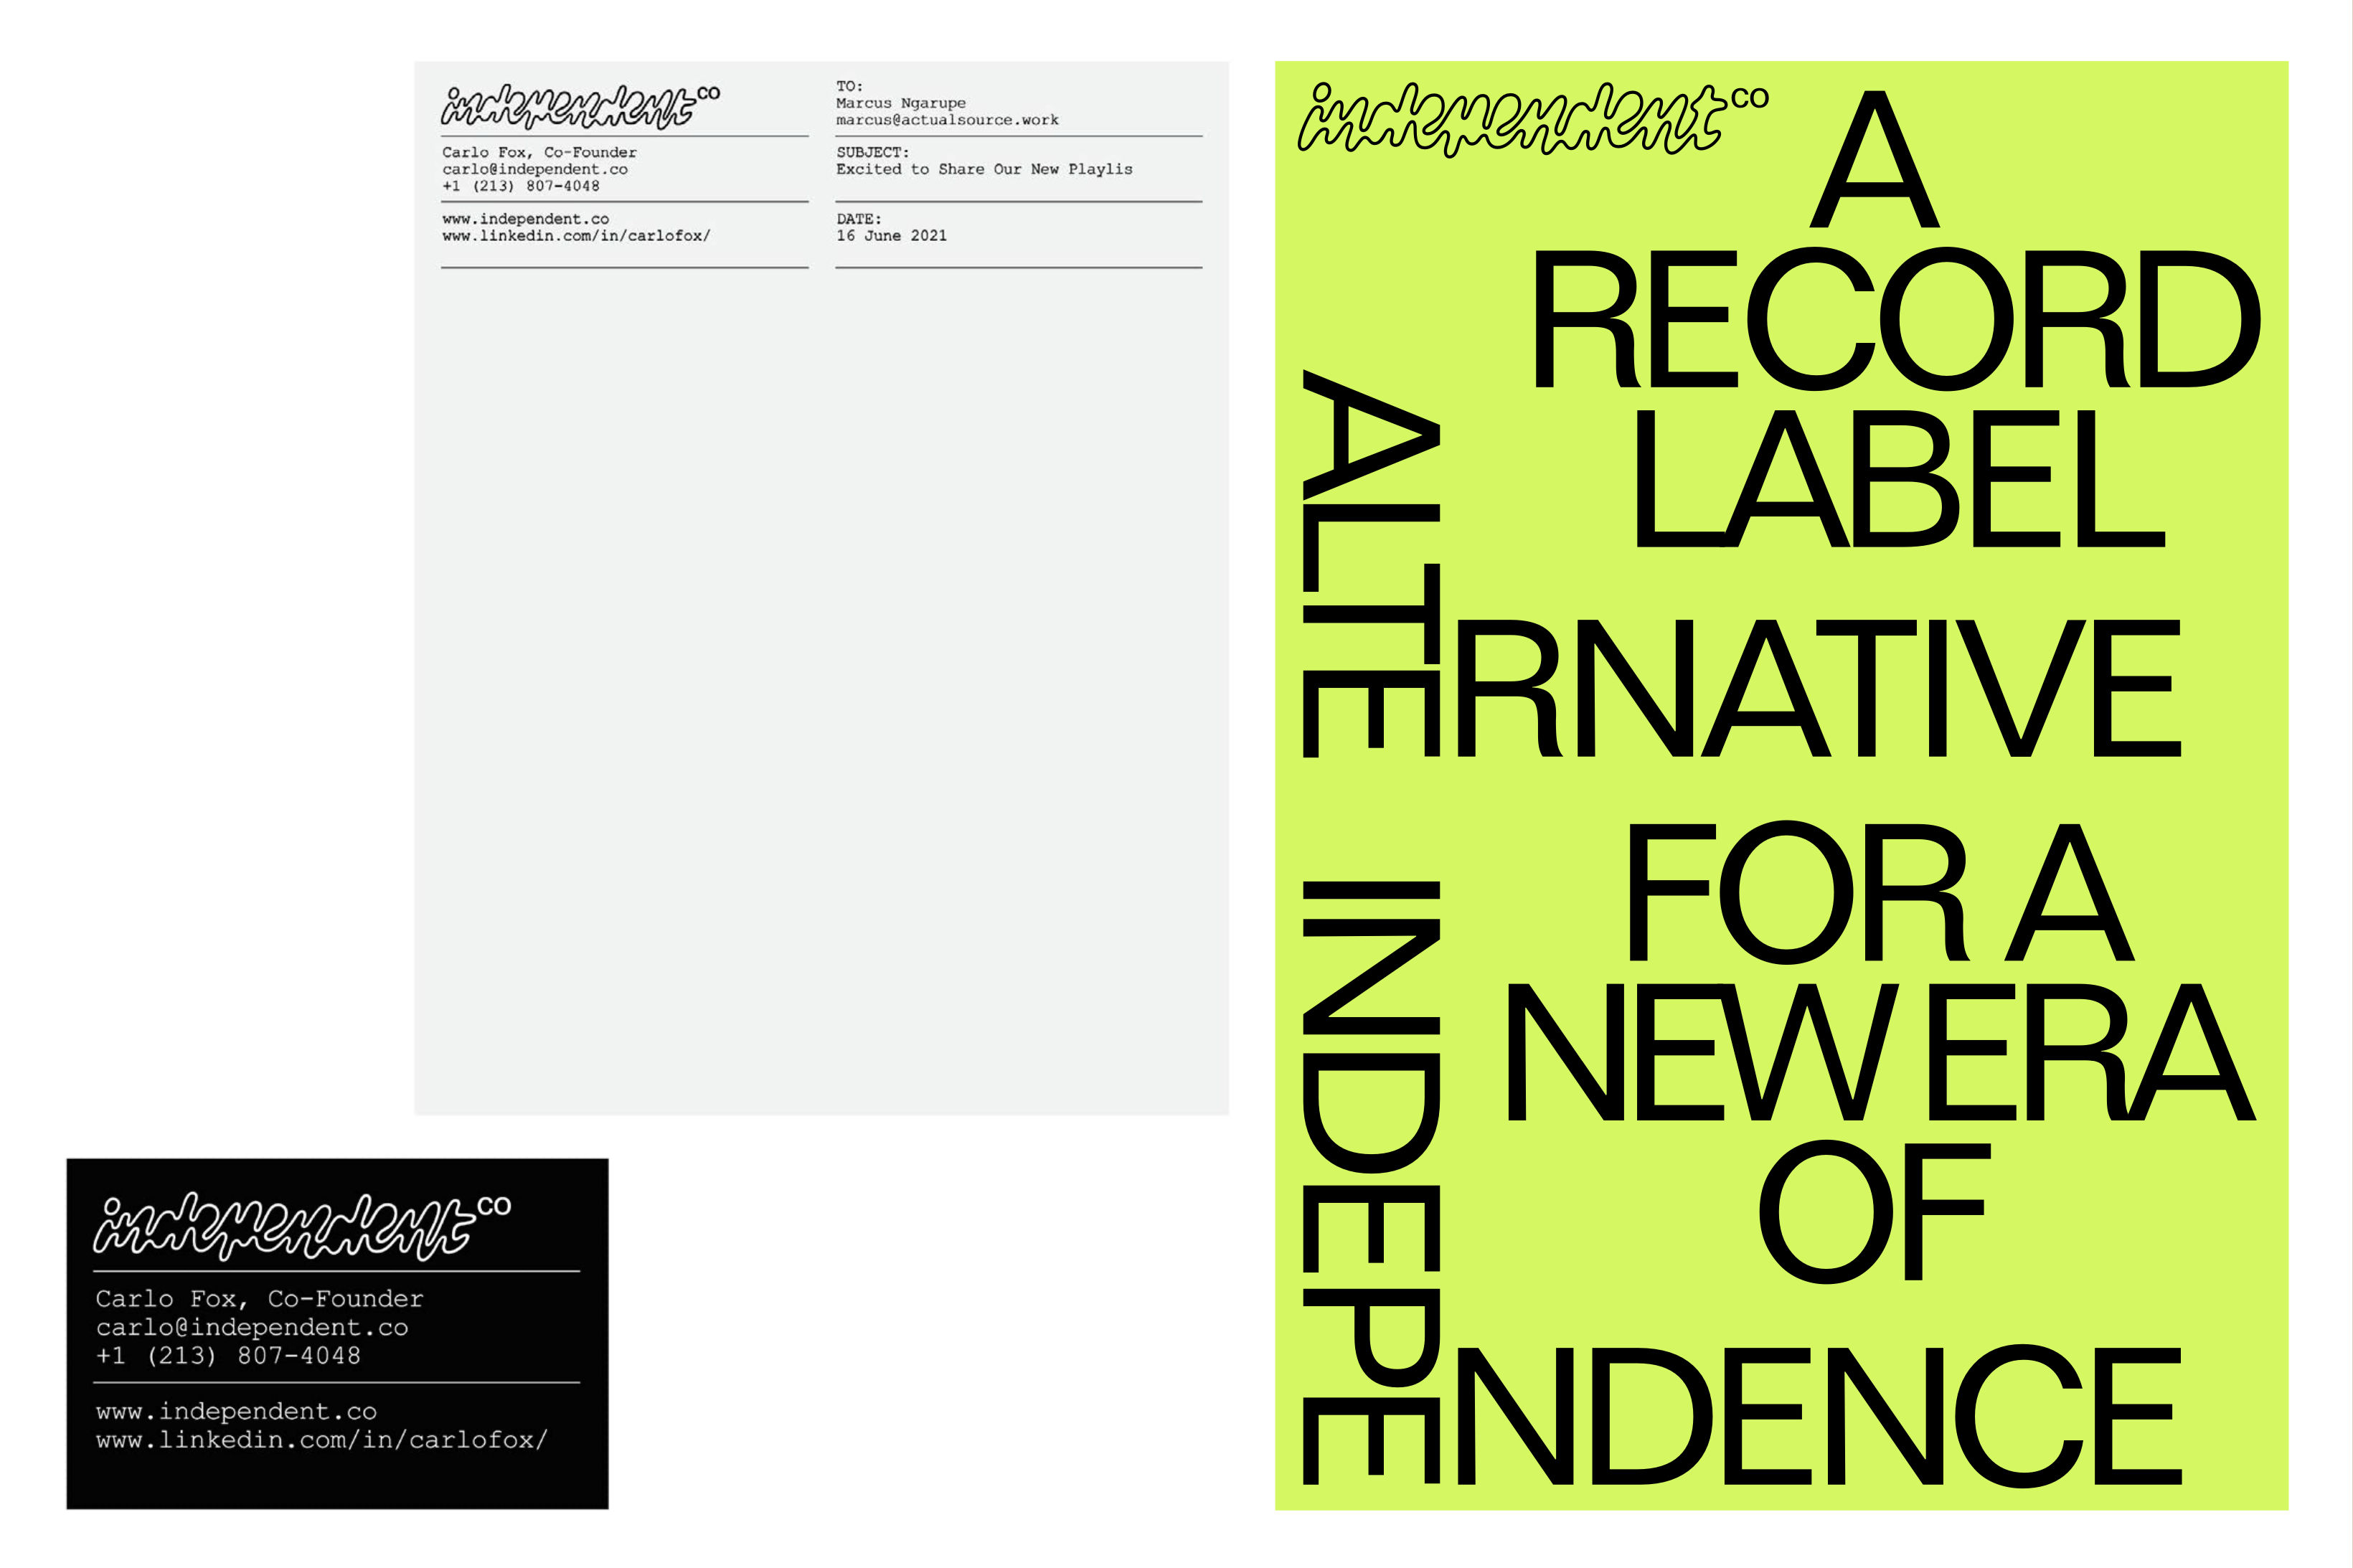 independent co
Carlo Fox, Co-Founder
carlo@independent.co
+1 (213) 807-4048
www.independent.co
www.linkedin.com/in/carlofox/
TO:
Marcus Ngarupe
marcus@actualsource.work
SUBJECT:
Excited to Share Our New Playlis
DATE:
16 June 2021
independent co
Carlo Fox, Co-Founder
carlo@independent.co
+1 (213) 807-4048
www.independent.co
www.linkedin.com/in/carlofox/
independent co
A
RECORD
LABEL
ALTERNATIVE
FOR A
NEW ERA
OF
INDEPENDENCE